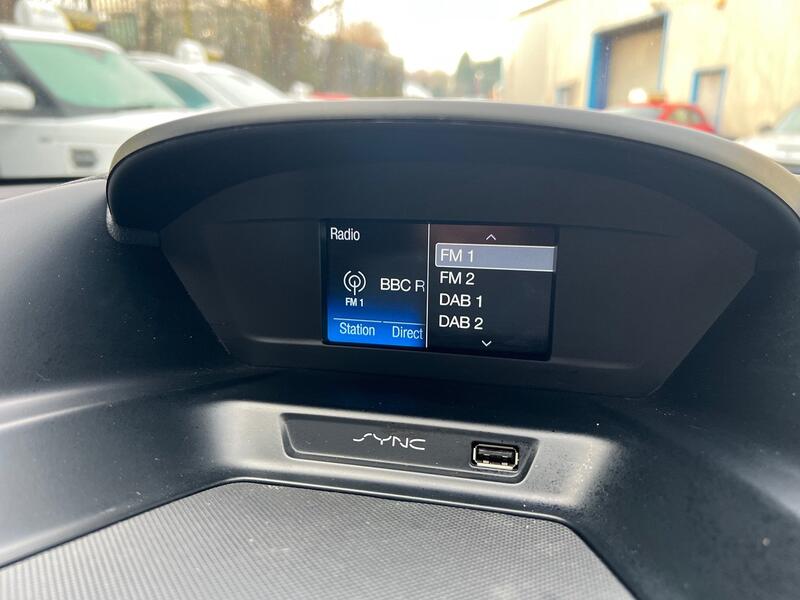 Radio
FM 1
FM 2
BBC R
FM 1
DAB 1
DAB 2
Station Direct
SYNC